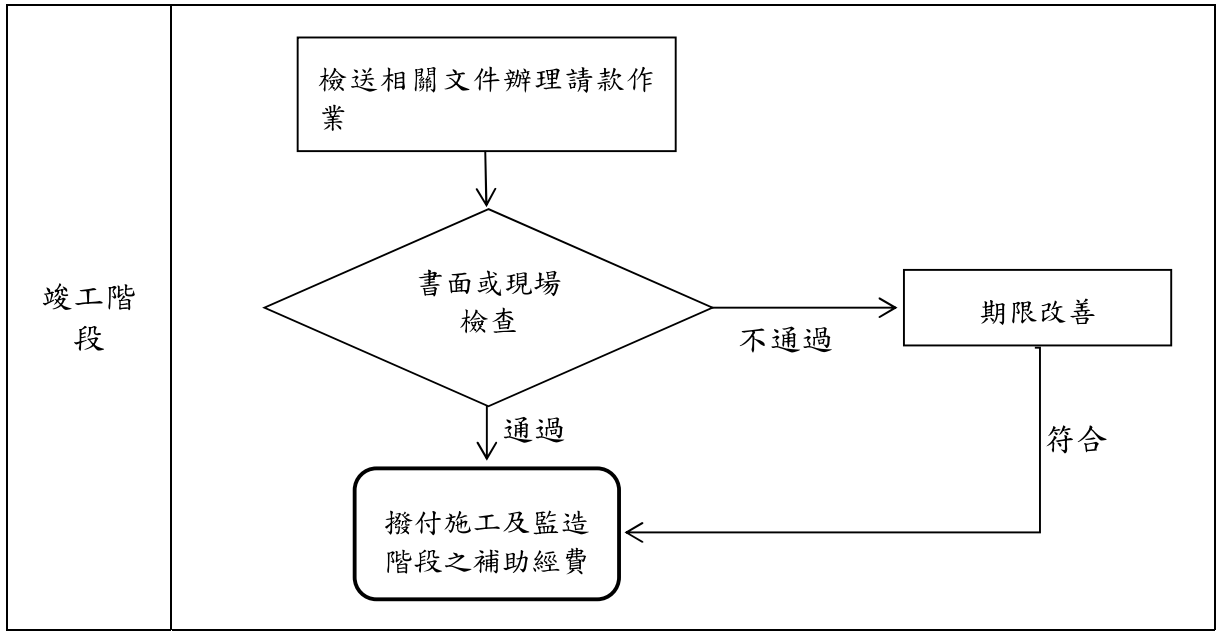 檢送相關文件辦理請款作
業
竣工階
段
書面或現場
檢查
不通過
期限改善
通過
符合
撥付施工及監造
階段之補助經費